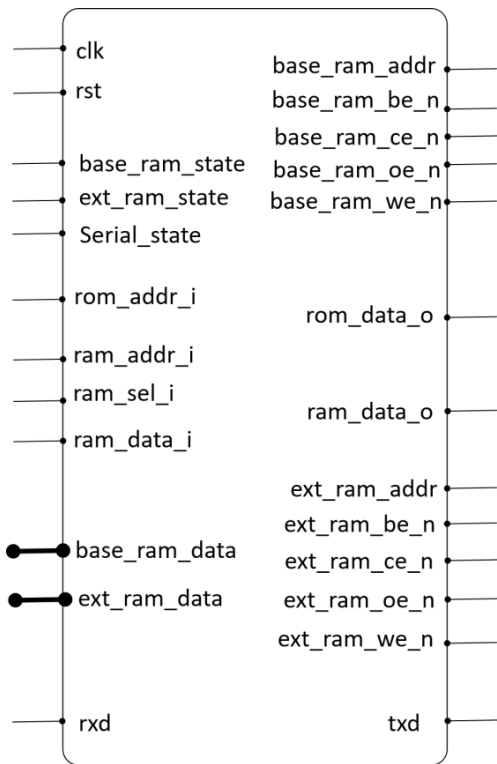 clk
rst
base_ram_state
ext_ram_state
Serial_state
rom_addr_i
ram_addr_i
ram_sel_i
ram_data_i
base_ram_data
ext_ram_data
rxd
base_ram_addr
base_ram_be_n
base_ram_ce_n
base_ram_oe_n
base_ram_we_n
rom_data_o
ram_data_o
ext_ram_addr
ext_ram_be_n
ext_ram_ce_n
ext_ram_oe_n
ext_ram_we_n
txd